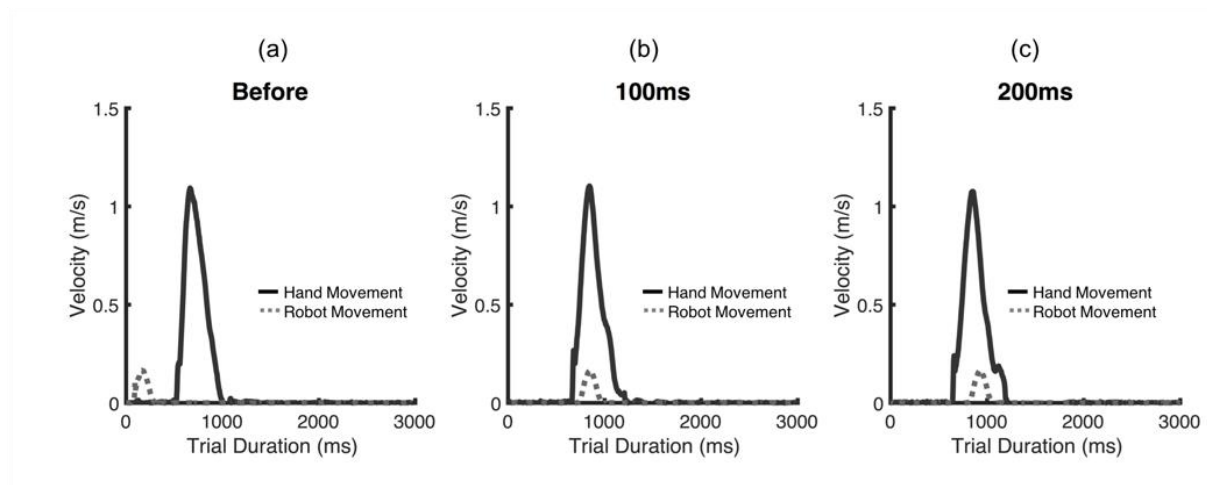 (a)
Before
1.5
1
0.5
0
Velocity (m/s)
Hand Movement
Robot Movement
0 1000 2000 3000
Trial Duration (ms)
(b)
100ms
1.5
1
0.5
0
Velocity (m/s)
Hand Movement
Robot Movement
0 1000 2000 3000
Trial Duration (ms)
(c)
200ms
1.5
1
0.5
0
Velocity (m/s)
Hand Movement
Robot Movement
0 1000 2000 3000
Trial Duration (ms)